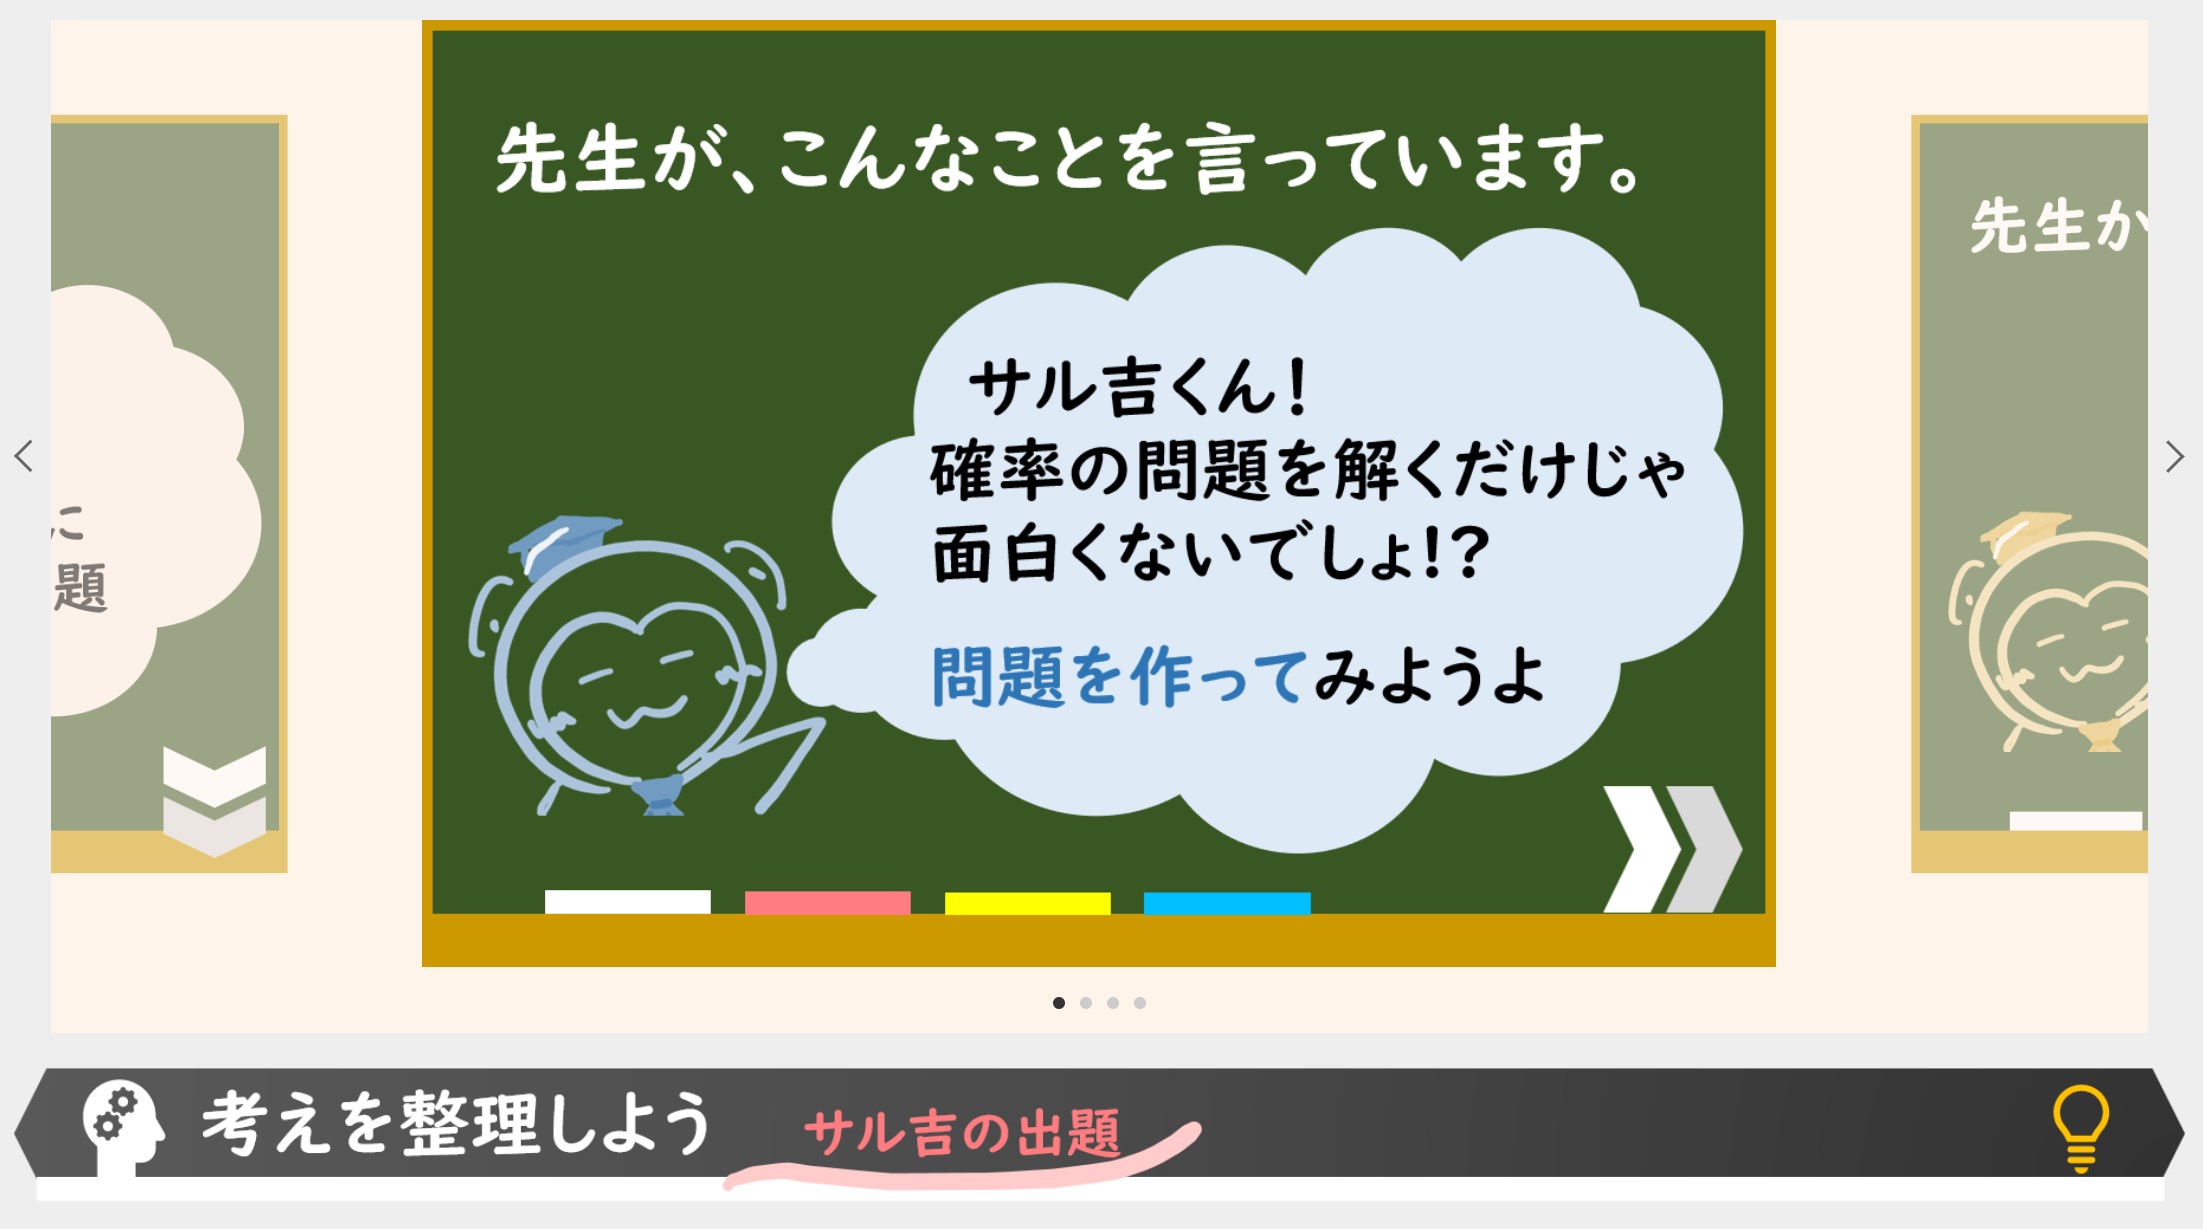 先生が、こんなことを言っています。
サル吉くん！
確率の問題を解くだけじゃ
面白くないでしょ！？
問題を作ってみようよ
に
題
先生か
考えを整理しよう
サル吉の出題